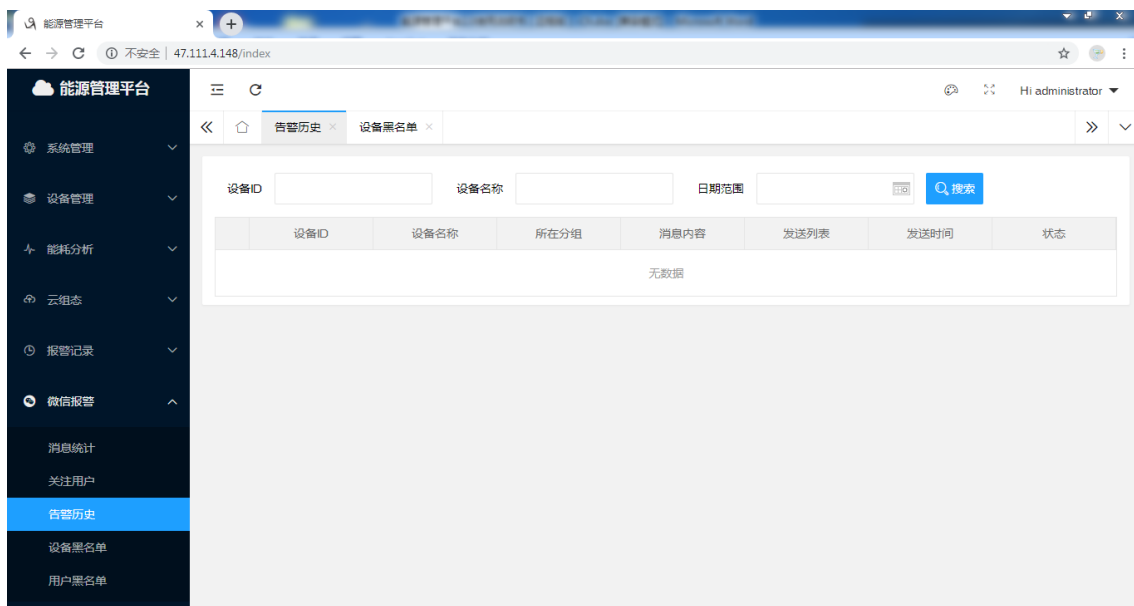 能源管理平台
不安全 | 47.111.4.148/index
能源管理平台
Hi administrator
告警历史 设备黑名单
系统管理
设备管理
能耗分析
云组态
报警记录
微信报警
消息统计
关注用户
告警历史
设备黑名单
用户黑名单
设备ID 设备名称 日期范围 搜索
设备ID 设备名称 所在分组 消息内容 发送列表 发送时间 状态
无数据